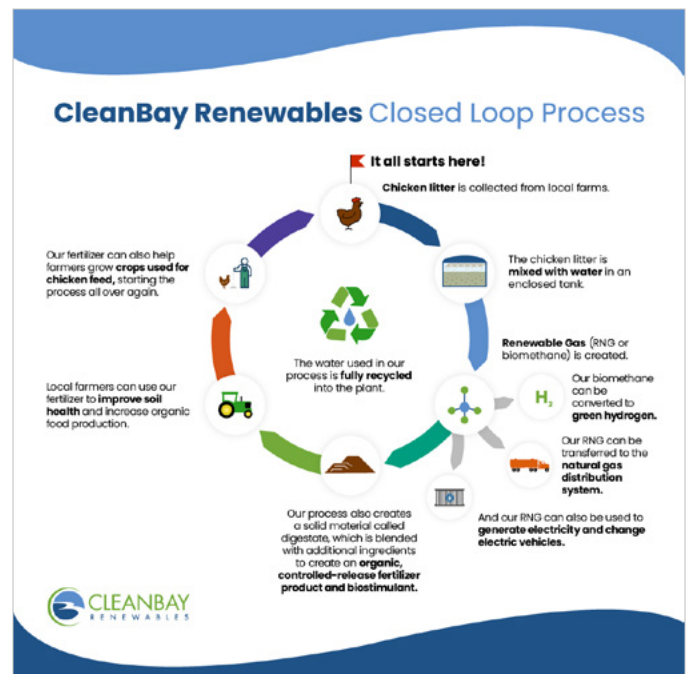 CleanBay Renewables Closed Loop Process
It all starts here!
Chicken litter is collected from local farms.
The chicken litter is
mixed with water in an
enclosed tank.
Renewable Gas (RNG or
biomethane) is created.
Our biomethane
can be
converted to
green hydrogen.
H2
Our RNG can be
transferred to the
natural gas
distribution
system.
And our RNG can also be used to
generate electricity and change
electric vehicles.
Our process also creates
a solid material called
digestate, which is blended
with additional ingredients
to create an organic,
controlled-release fertilizer
product and biostimulant.
Local farmers can use our
fertilizer to improve soil
health and increase organic
food production.
Our fertilizer can also help
farmers grow crops used for
chicken feed, starting the
process all over again.
The water used in our
process is fully recycled
into the plant.
CLEANBAY
RENEWABLES